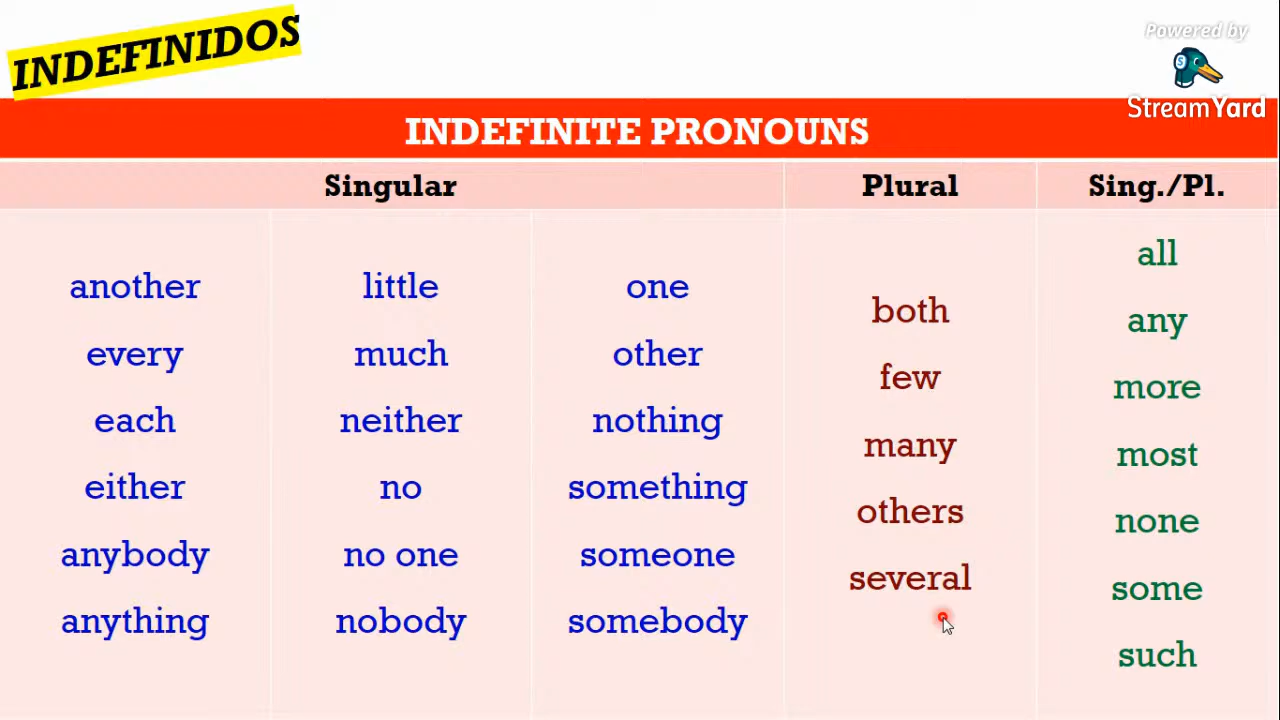 INDEFINIDOS
Powered by
StreamYard
INDEFINITE PRONOUNS
Singular
Plural
Sing./Pl.
another
every
each
either
anybody
anything
little
much
neither
no
no one
nobody
one
other
nothing
something
someone
somebody
both
few
many
others
several
all
any
more
most
none
some
such